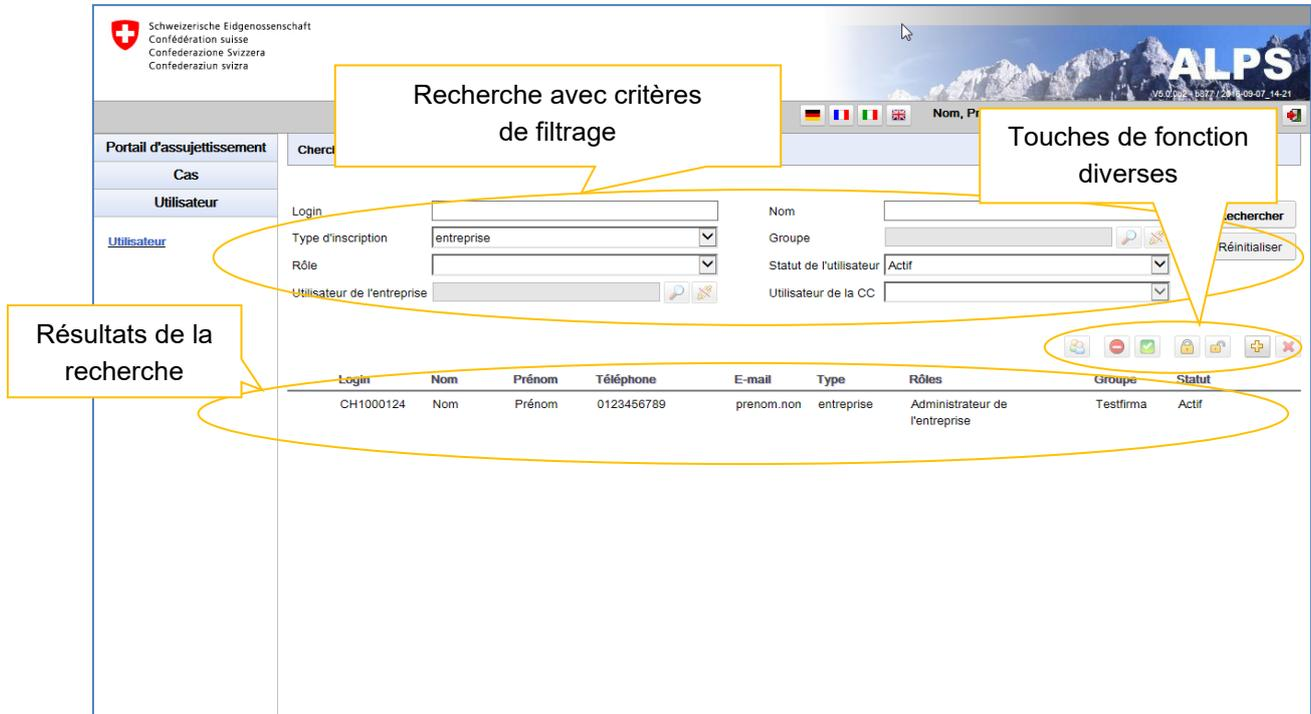 Schweizerische Eidgenossenschaft
Confédération suisse
Confederazione Svizzera
Confederaziun svizra
ALPS
Recherche avec critères
de filtrage
Nom,
Touches de fonction
diverses
Portail d'assujettissement
Cas
Utilisateur
Utilisateur
Login
Nom
Rechercher
Type d'inscription entreprise
Groupe
Réinitialiser
Rôle
Statut de l'utilisateur Actif
Utilisateur de l'entreprise
Utilisateur de la CC
Résultats de la
recherche
Login Nom Prénom Téléphone E-mail Type Rôles Groupe Statut
CH1000124 Nom Prénom 0123456789 prenom.non entreprise Administrateur de Testfirma Actif
l'entreprise